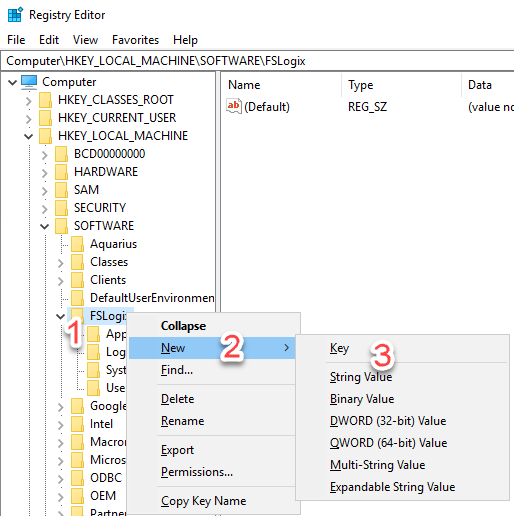 Registry Editor
File Edit View Favorites Help
Computer\HKEY_LOCAL_MACHINE\SOFTWARE\FSLogix
Computer
HKEY_CLASSES_ROOT
HKEY_CURRENT_USER
HKEY_LOCAL_MACHINE
BCD00000000
HARDWARE
SAM
SECURITY
SOFTWARE
Aquarius
Classes
Clients
DefaultUserEnvironmen
FSLogix
App
Log
Syst
Use
Google
Intel
Macron
Micros
ODBC
OEM
Partner
Name Type Data
ab (Default) REG_SZ (value no
1
Collapse
New
2
Find...
Delete
Rename
Export
Permissions...
Copy Key Name
Key
3
String Value
Binary Value
DWORD (32-bit) Value
QWORD (64-bit) Value
Multi-String Value
Expandable String Value